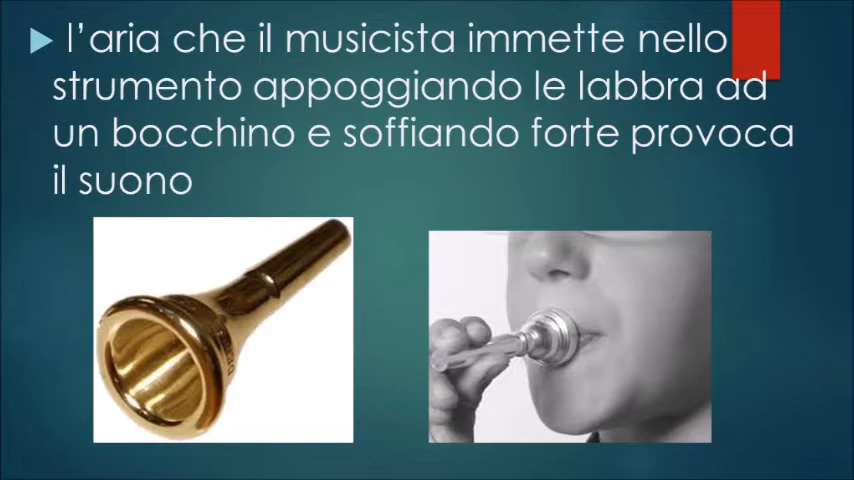 l'aria che il musicista immette nello
strumento appoggiando le labbra ad
un bocchino e soffiando forte provoca
il suono